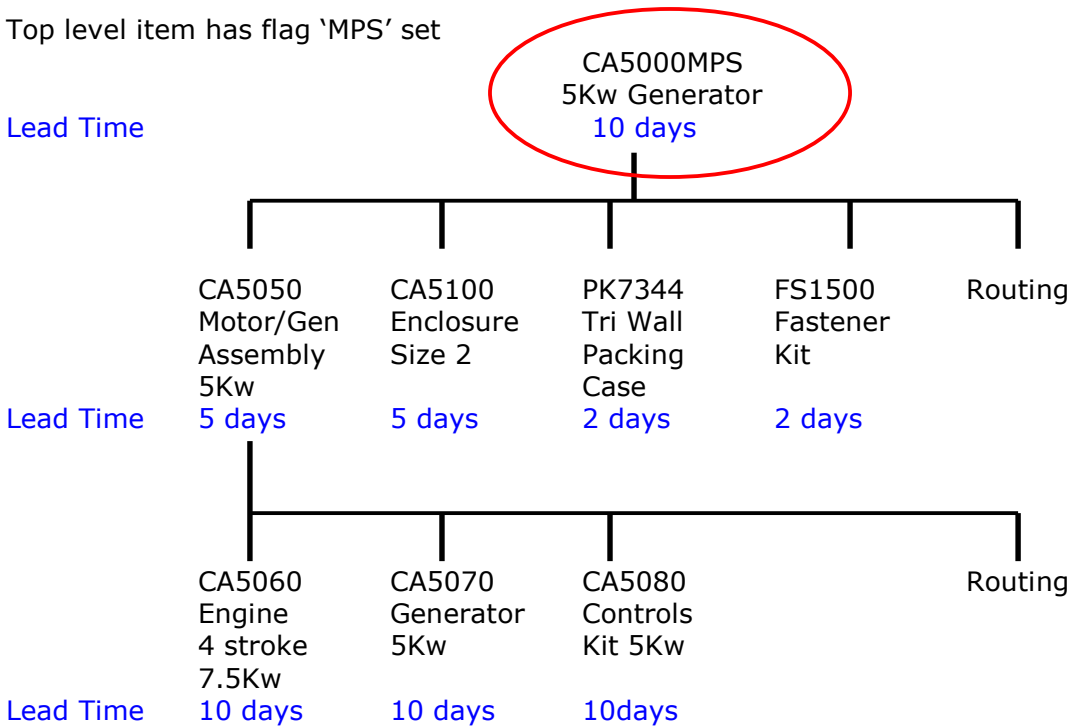 Top level item has flag ‘MPS’ set
CA5000MPS
5Kw Generator
Lead Time 10 days
CA5050 CA5100 PK7344 FS1500 Routing
Motor/Gen Enclosure Tri Wall Fastener
Assembly Size 2 Packing Kit
5Kw Case
Lead Time 5 days 5 days 2 days 2 days
CA5060 CA5070 CA5080 Routing
Engine Generator Controls
4 stroke 5Kw Kit 5Kw
7.5Kw
Lead Time 10 days 10 days 10days